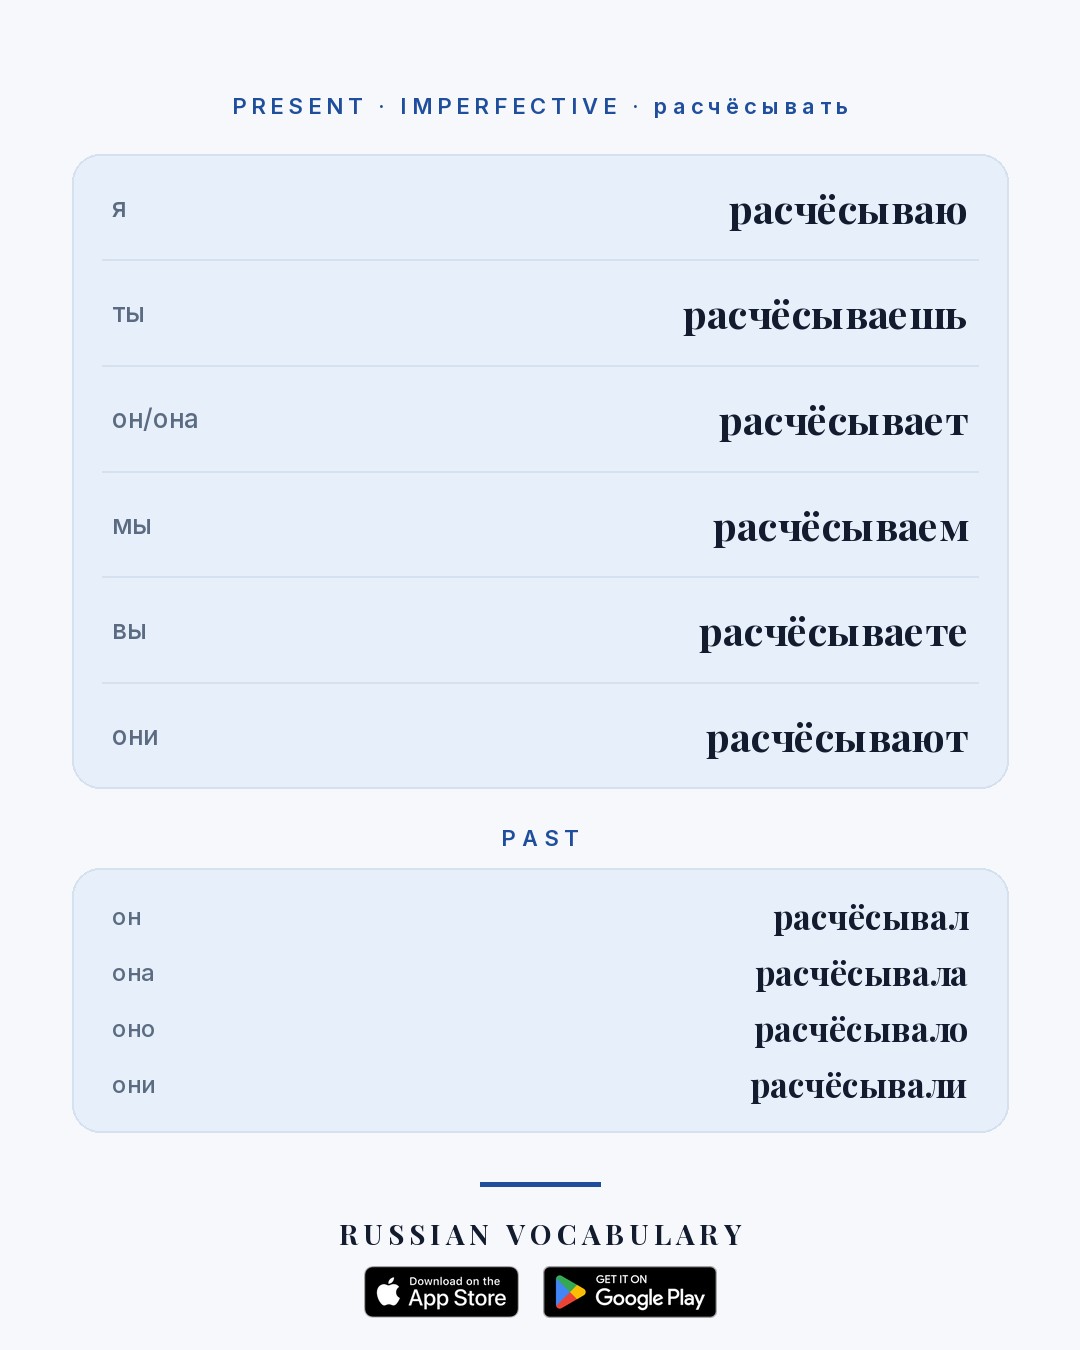 PRESENT · IMPERFECTIVE · расчёсывать
я расчёсываю
ты расчёсываешь
он/она расчёсывает
мы расчёсываем
вы расчёсываете
они расчёсывают
PAST
он расчёсывал
она расчёсывала
оно расчёсывало
они расчёсывали
RUSSIAN VOCABULARY
Download on the GET IT ON
App Store Google Play